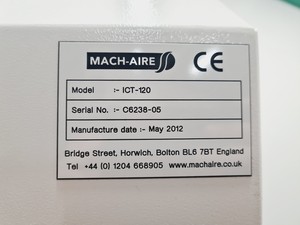 MACH-AIRE CE
Model :- ICT-120
Serial No. :- C6238-05
Manufacture date :- May 2012
Bridge Street, Horwich, Bolton BL6 7BT England
Tel +44 (0) 1204 668905 www.machaire.co.uk